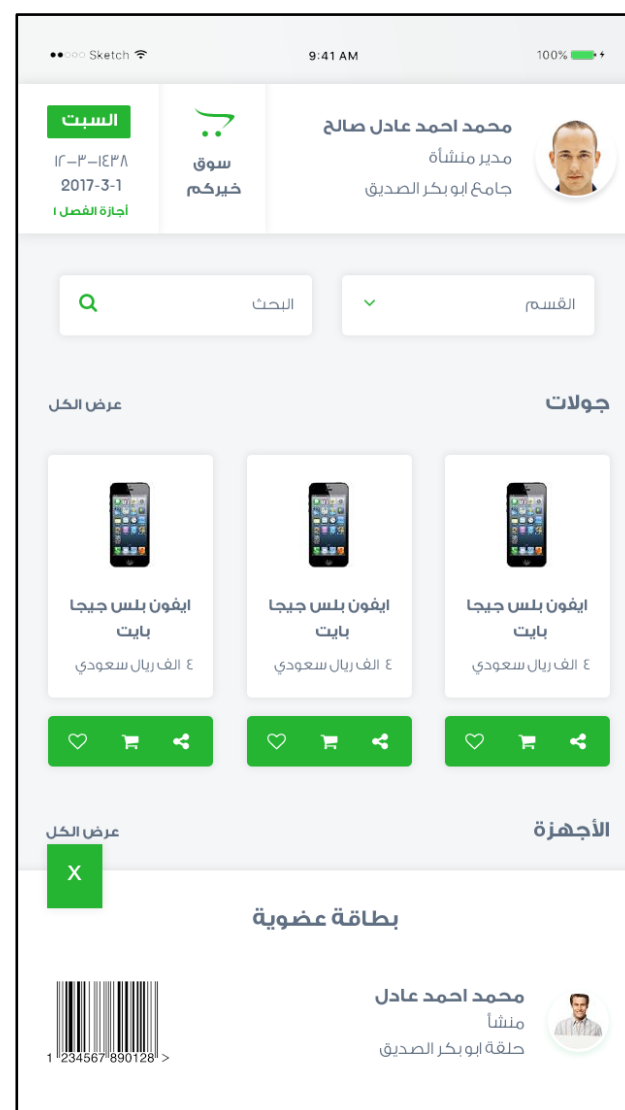 Sketch
9:41 AM
100%
محمد احمد عادل صالح
مدير منشأة
جامع ابو بكر الصديق
سوق
خيركم
السبت
١٤٣٨-٣-١٢
2017-3-1
أجازة الفصل ١
القسم
البحث
جولات
عرض الكل
ايفون بلس جيجا
بايت
٤ الف ريال سعودي
ايفون بلس جيجا
بايت
٤ الف ريال سعودي
ايفون بلس جيجا
بايت
٤ الف ريال سعودي
الأجهزة
عرض الكل
X
بطاقة عضوية
محمد احمد عادل
منشأ
حلقة ابو بكر الصديق
1 234567 890128 >